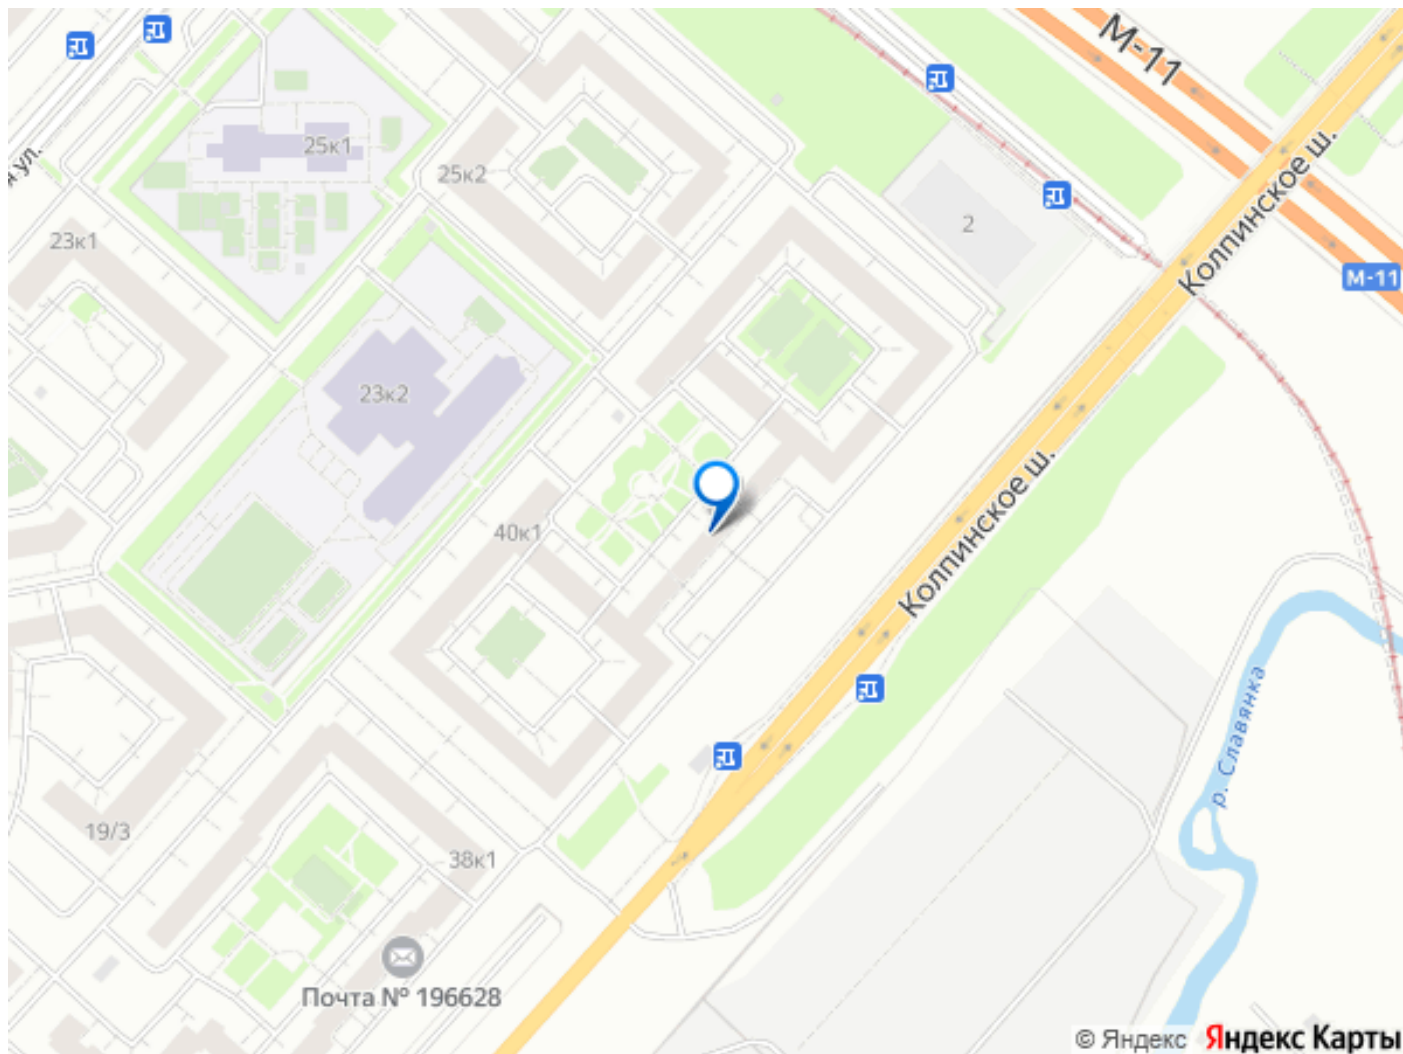 М-11
Колпинское ш.
25к1
25к2
я ул.
2
23к1
М-11
23к2
Колпинское ш.
40к1
р. Славянка
19/3
38к1
Почта № 196628
© Яндекс Яндекс Карты